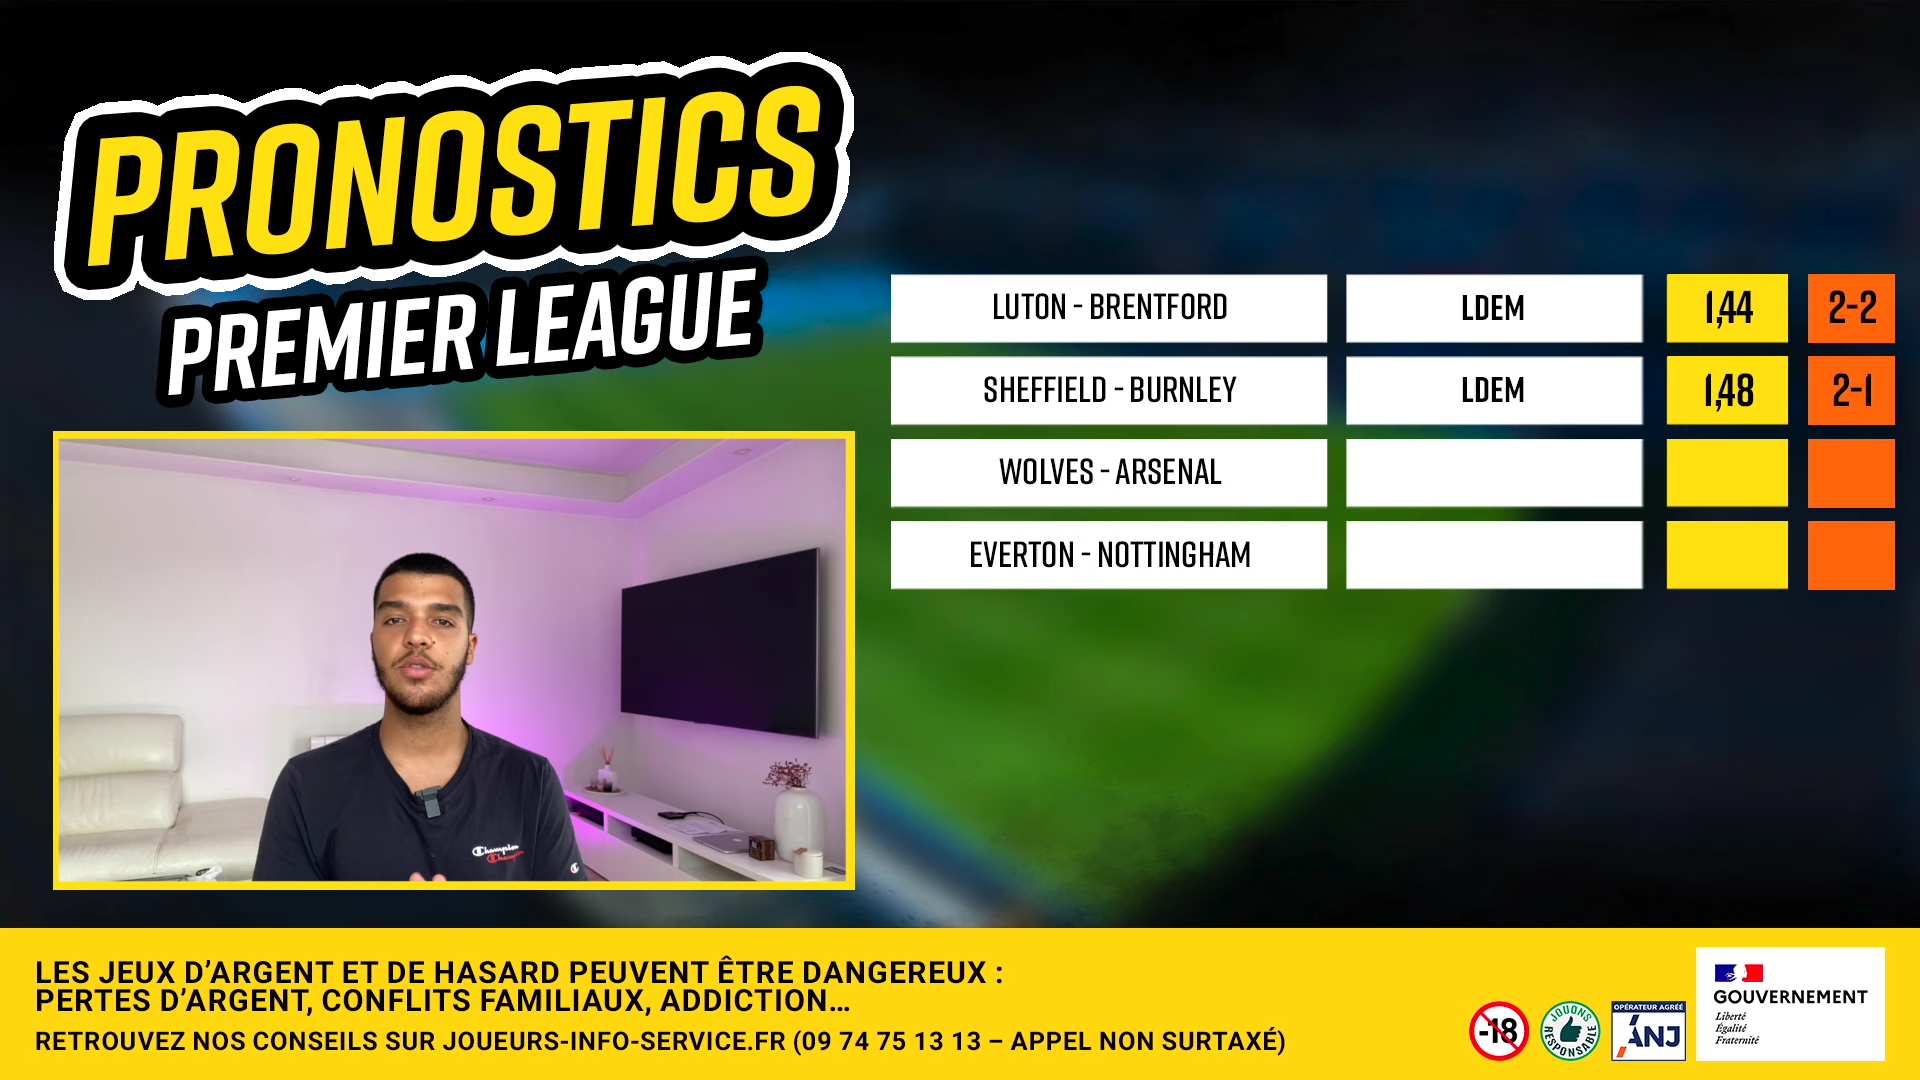 PRONOSTICS
PREMIER LEAGUE
LUTON - BRENTFORD LDEM 1,44 2-2
SHEFFIELD - BURNLEY LDEM 1,48 2-1
WOLVES - ARSENAL
EVERTON - NOTTINGHAM
Champion
Champion
LES JEUX D’ARGENT ET DE HASARD PEUVENT ÊTRE DANGEREUX :
PERTES D’ARGENT, CONFLITS FAMILIAUX, ADDICTION…
RETROUVEZ NOS CONSEILS SUR JOUEURS-INFO-SERVICE.FR (09 74 75 13 13 – APPEL NON SURTAXÉ)
-18
JOUONS
RESPONSABLE
OPÉRATEUR AGRÉÉ
ANJ
GOUVERNEMENT
Liberté
Égalité
Fraternité